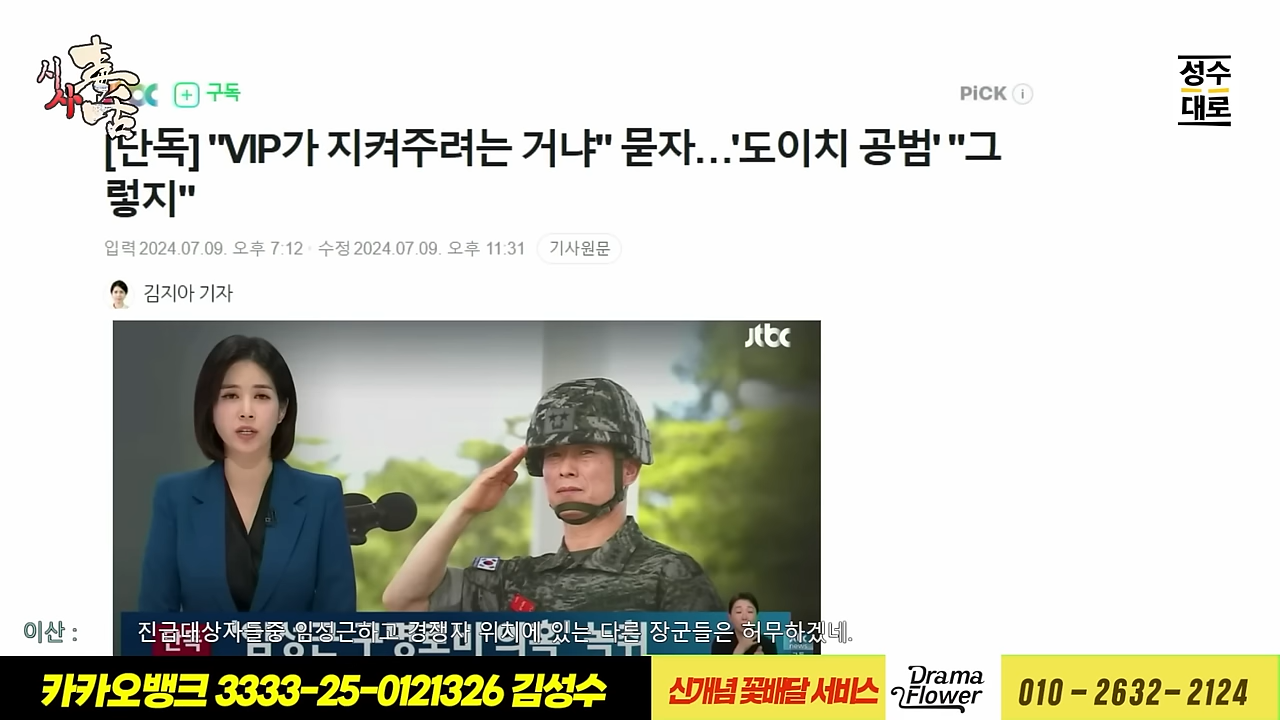 시사
구독
PiCK
성수
대로
[단독] "VIP가 지켜주려는 거냐" 묻자…'도이치 공범' "그
렇지"
입력 2024.07.09. 오후 7:12 · 수정 2024.07.09. 오후 11:31 기사원문
김지아 기자
jtbc
이산 : 진급대상자들중 임성근하고 경쟁자 위치에 있는 다른 장군들은 허무하겠네.
단독
카카오뱅크 3333-25-0121326 김성수
신개념 꽃배달 서비스
Drama
Flower
010 - 2632 - 2124